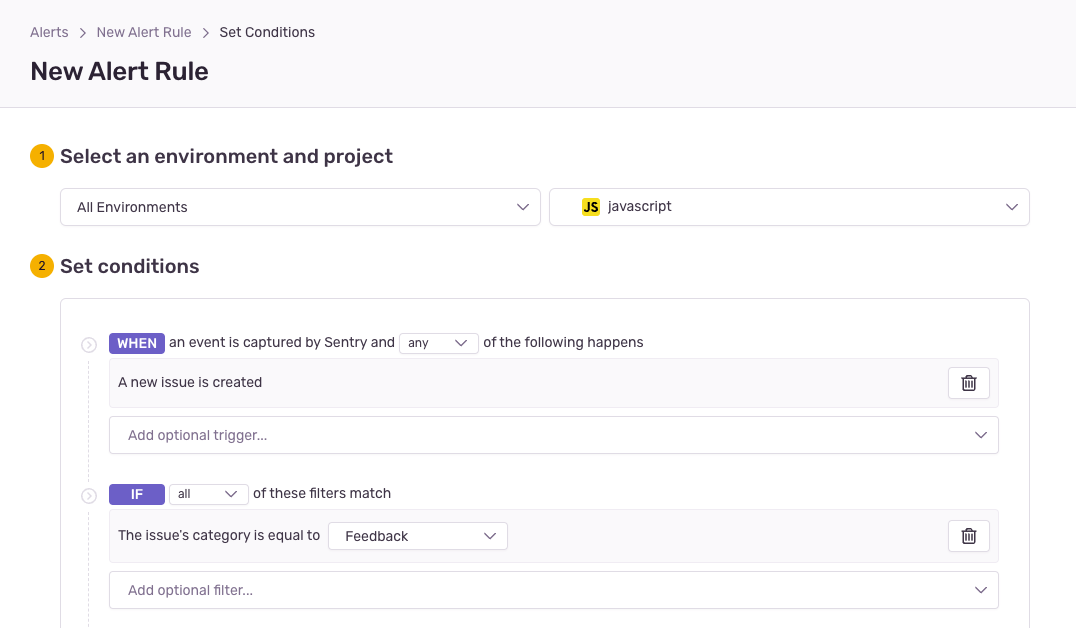 Alerts > New Alert Rule > Set Conditions
New Alert Rule
1 Select an environment and project
All Environments JS javascript
2 Set conditions
WHEN an event is captured by Sentry and any of the following happens
A new issue is created
Add optional trigger...
IF all of these filters match
The issue's category is equal to Feedback
Add optional filter...